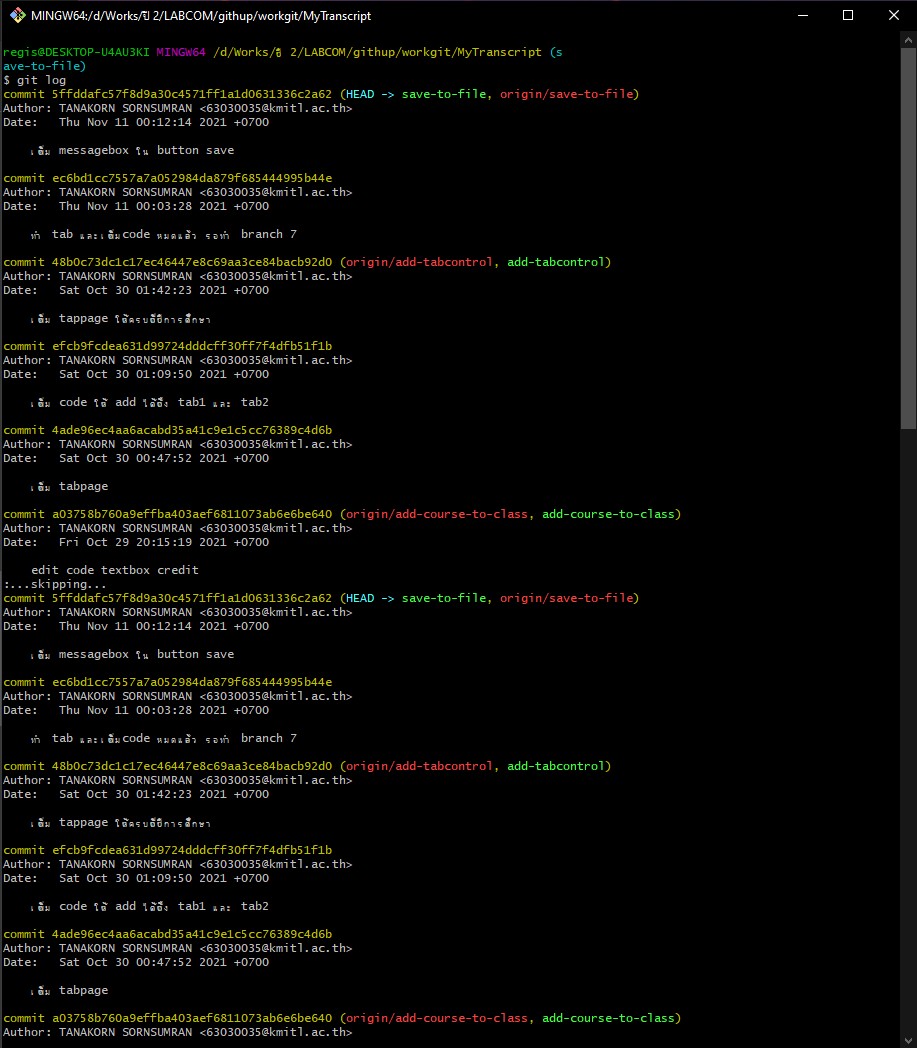 MINGW64:/d/Works/ปี 2/LABCOM/githup/workgit/MyTranscript
regis@DESKTOP-U4AU3KI MINGW64 /d/Works/ปี 2/LABCOM/githup/workgit/MyTranscript (s
ave-to-file)
$ git log
commit 5ffddafc57f8d9a30c4571ff1a1d0631336c2a62 (HEAD -> save-to-file, origin/save-to-file)
Author: TANAKORN SORNSUMRAN <63030035@kmitl.ac.th>
Date:   Thu Nov 11 00:12:14 2021 +0700
เพิ่ม messagebox ใน button save
commit ec6bd1cc7557a7a052984da879f685444995b44e
Author: TANAKORN SORNSUMRAN <63030035@kmitl.ac.th>
Date:   Thu Nov 11 00:03:28 2021 +0700
ทำ tab และเพิ่มcode หมดแล้ว รอทำ branch 7
commit 48b0c73dc1c17ec46447e8c69aa3ce84bacb92d0 (origin/add-tabcontrol, add-tabcontrol)
Author: TANAKORN SORNSUMRAN <63030035@kmitl.ac.th>
Date:   Sat Oct 30 01:42:23 2021 +0700
เพิ่ม tappage ให้ครบปีการศึกษา
commit efcb9fcdea631d99724dddcff30ff7f4dfb51f1b
Author: TANAKORN SORNSUMRAN <63030035@kmitl.ac.th>
Date:   Sat Oct 30 01:09:50 2021 +0700
เพิ่ม code ให้ add ได้ถึง tab1 และ tab2
commit 4ade96ec4aa6acabd35a41c9e1c5cc76389c4d6b
Author: TANAKORN SORNSUMRAN <63030035@kmitl.ac.th>
Date:   Sat Oct 30 00:47:52 2021 +0700
เพิ่ม tabpage
commit a03758b760a9effba403aef6811073ab6e6be640 (origin/add-course-to-class, add-course-to-class)
Author: TANAKORN SORNSUMRAN <63030035@kmitl.ac.th>
Date:   Fri Oct 29 20:15:19 2021 +0700
edit code textbox credit
:...skipping...
commit 5ffddafc57f8d9a30c4571ff1a1d0631336c2a62 (HEAD -> save-to-file, origin/save-to-file)
Author: TANAKORN SORNSUMRAN <63030035@kmitl.ac.th>
Date:   Thu Nov 11 00:12:14 2021 +0700
เพิ่ม messagebox ใน button save
commit ec6bd1cc7557a7a052984da879f685444995b44e
Author: TANAKORN SORNSUMRAN <63030035@kmitl.ac.th>
Date:   Thu Nov 11 00:03:28 2021 +0700
ทำ tab และเพิ่มcode หมดแล้ว รอทำ branch 7
commit 48b0c73dc1c17ec46447e8c69aa3ce84bacb92d0 (origin/add-tabcontrol, add-tabcontrol)
Author: TANAKORN SORNSUMRAN <63030035@kmitl.ac.th>
Date:   Sat Oct 30 01:42:23 2021 +0700
เพิ่ม tappage ให้ครบปีการศึกษา
commit efcb9fcdea631d99724dddcff30ff7f4dfb51f1b
Author: TANAKORN SORNSUMRAN <63030035@kmitl.ac.th>
Date:   Sat Oct 30 01:09:50 2021 +0700
เพิ่ม code ให้ add ได้ถึง tab1 และ tab2
commit 4ade96ec4aa6acabd35a41c9e1c5cc76389c4d6b
Author: TANAKORN SORNSUMRAN <63030035@kmitl.ac.th>
Date:   Sat Oct 30 00:47:52 2021 +0700
เพิ่ม tabpage
commit a03758b760a9effba403aef6811073ab6e6be640 (origin/add-course-to-class, add-course-to-class)
Author: TANAKORN SORNSUMRAN <63030035@kmitl.ac.th>